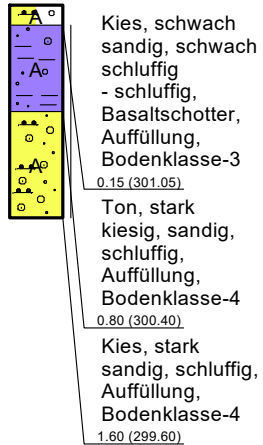 A
Kies, schwach
sandig, schwach
schluffig
- schluffig,
Basaltschotter,
Auffüllung,
Bodenklasse-3
0.15 (301.05)
A
Ton, stark
kiesig, sandig,
schluffig,
Auffüllung,
Bodenklasse-4
0.80 (300.40)
A
Kies, stark
sandig, schluffig,
Auffüllung,
Bodenklasse-4
1.60 (299.60)